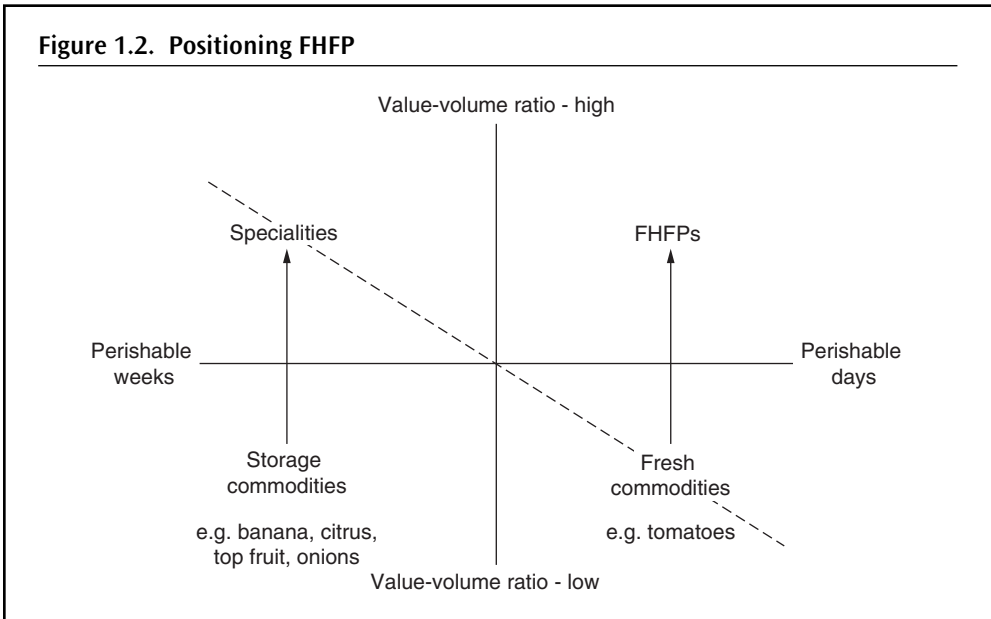 Figure 1.2. Positioning FHFP
Value-volume ratio - high
Specialities
FHFPs
Perishable
weeks
Perishable
days
Storage
commodities
Fresh
commodities
e.g. banana, citrus,
top fruit, onions
e.g. tomatoes
Value-volume ratio - low